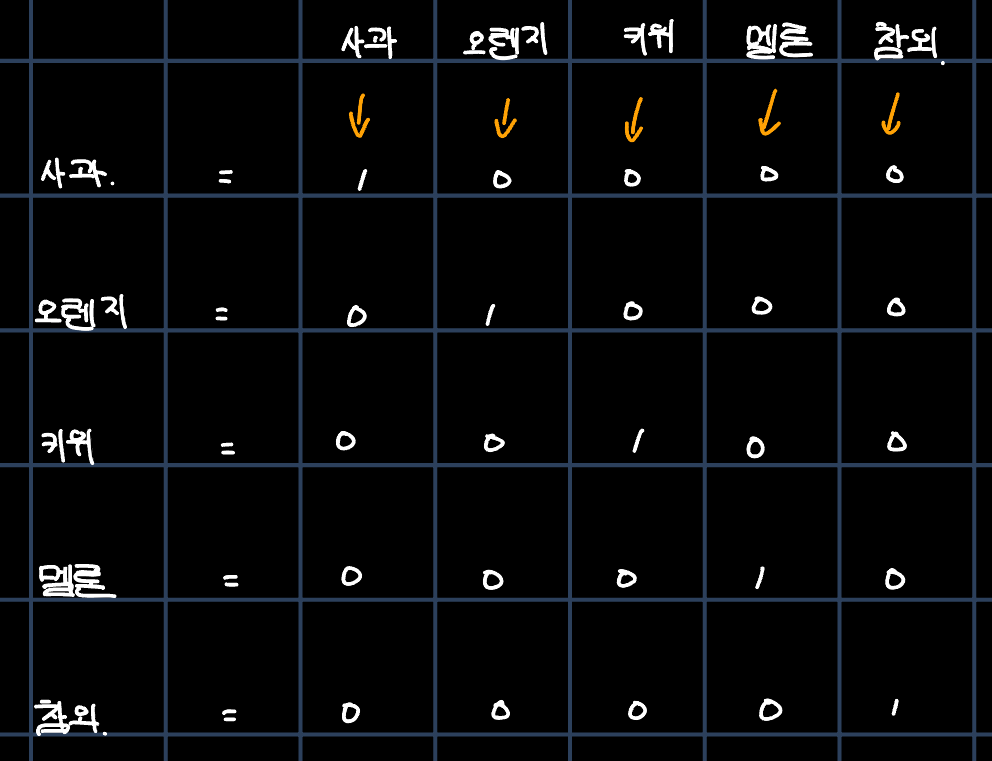 사과 오렌지 키위 멜론 참외.
↓ ↓ ↓ ↓ ↓
사과. = 1 0 0 0 0
오렌지 = 0 1 0 0 0
키위 = 0 0 1 0 0
멜론 = 0 0 0 1 0
참외. = 0 0 0 0 1